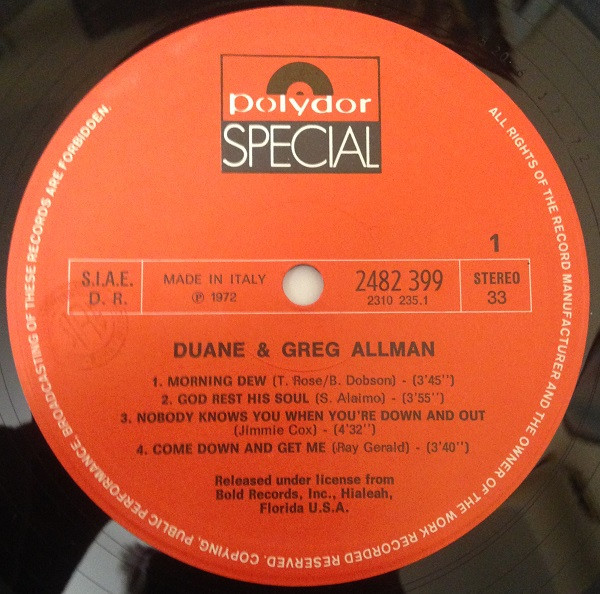 polydor
SPECIAL
1
S.I.A.E.
D. R.
MADE IN ITALY
℗ 1972
2482 399
2310 235.1
STEREO
33
DUANE & GREG ALLMAN
1. MORNING DEW (T. Rose/B. Dobson) - (3'45'')
2. GOD REST HIS SOUL (S. Alaimo) - (3'55'')
3. NOBODY KNOWS YOU WHEN YOU'RE DOWN AND OUT
(Jimmie Cox) - (4'32'')
4. COME DOWN AND GET ME (Ray Gerald) - (3'40'')
Released under license from
Bold Records, Inc., Hialeah,
Florida U.S.A.
ALL RIGHTS OF THE RECORD MANUFACTURER AND THE OWNER OF THE WORK RECORDED RESERVED. COPYING, PUBLIC PERFORMANCE, BROADCASTING OF THESE RECORDS ARE FORBIDDEN.